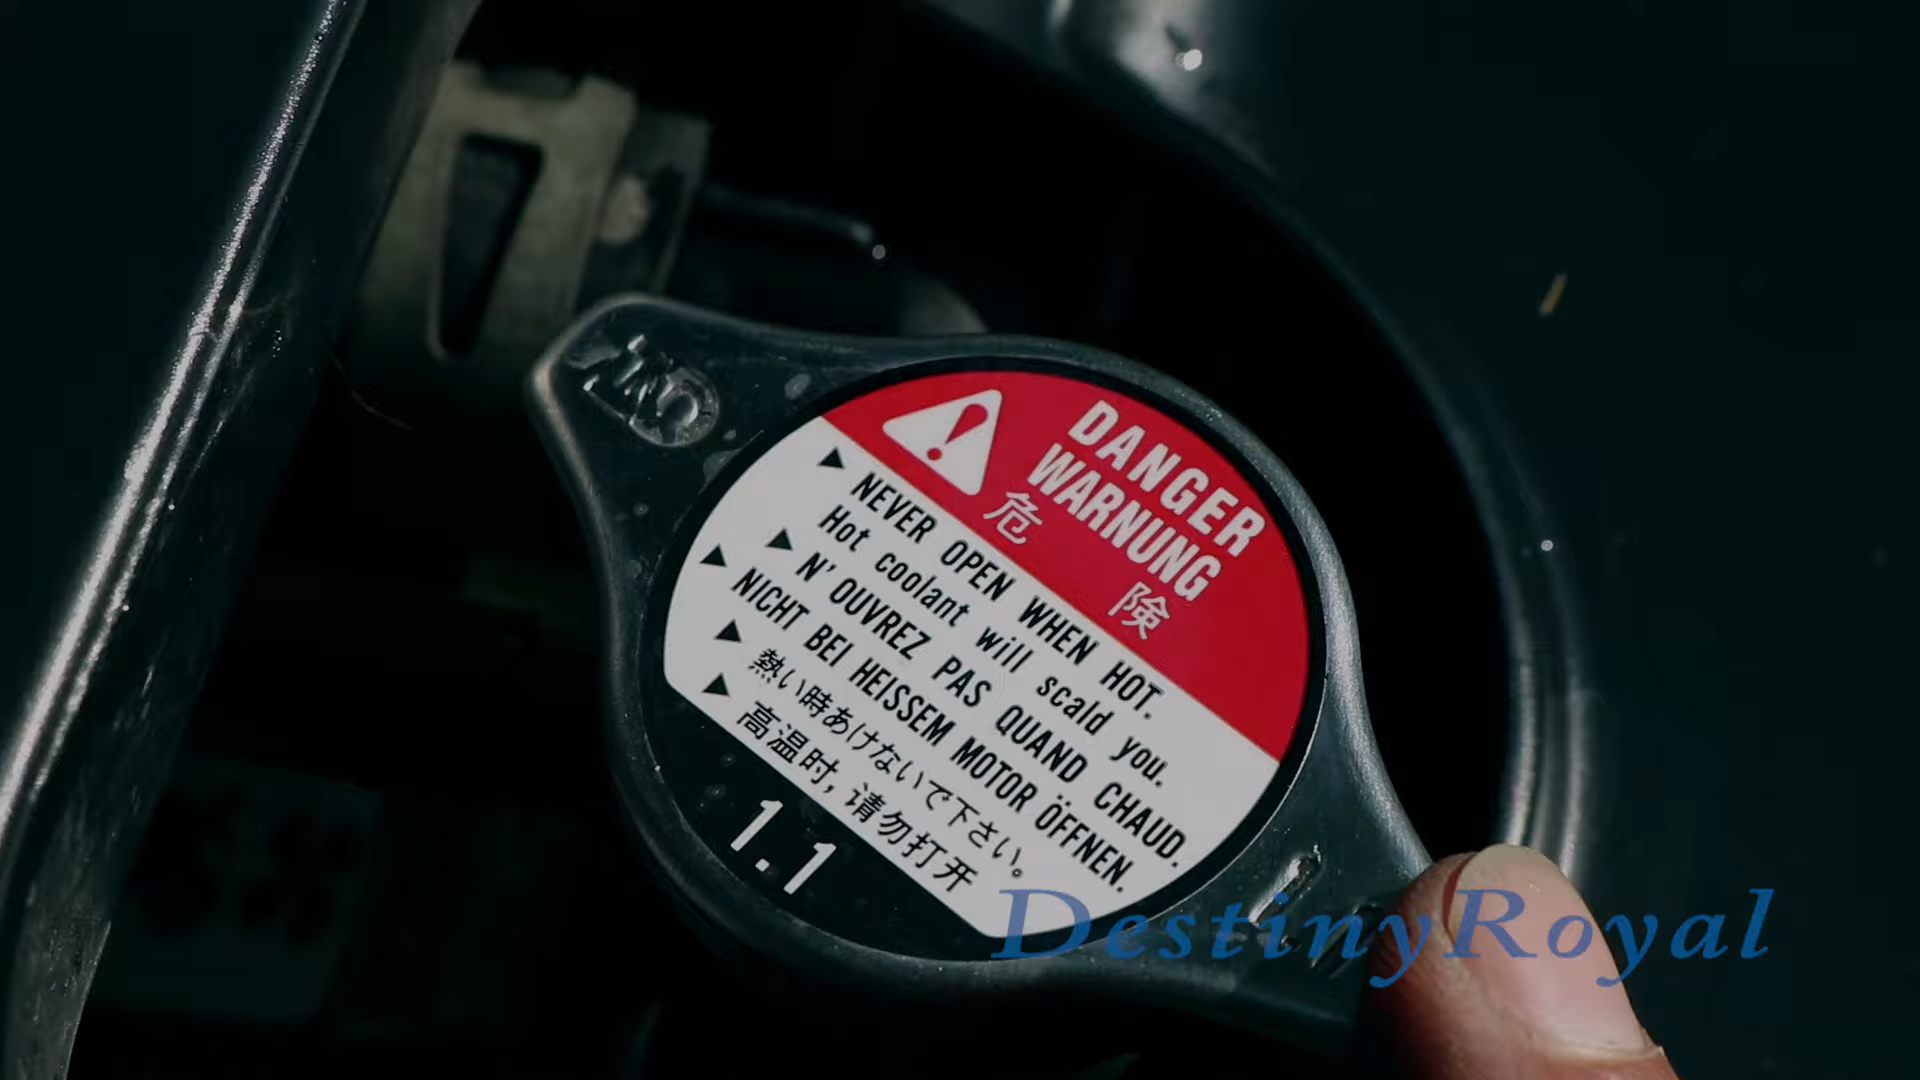 DANGER
WARNUNG
危険
NEVER OPEN WHEN HOT.
Hot coolant will scald you.
N' OUVREZ PAS QUAND CHAUD.
NICHT BEI HEISSEM MOTOR ÖFFNEN.
熱い時あけないで下さい。
高温时,请勿打开
1.1
DestinyRoyal